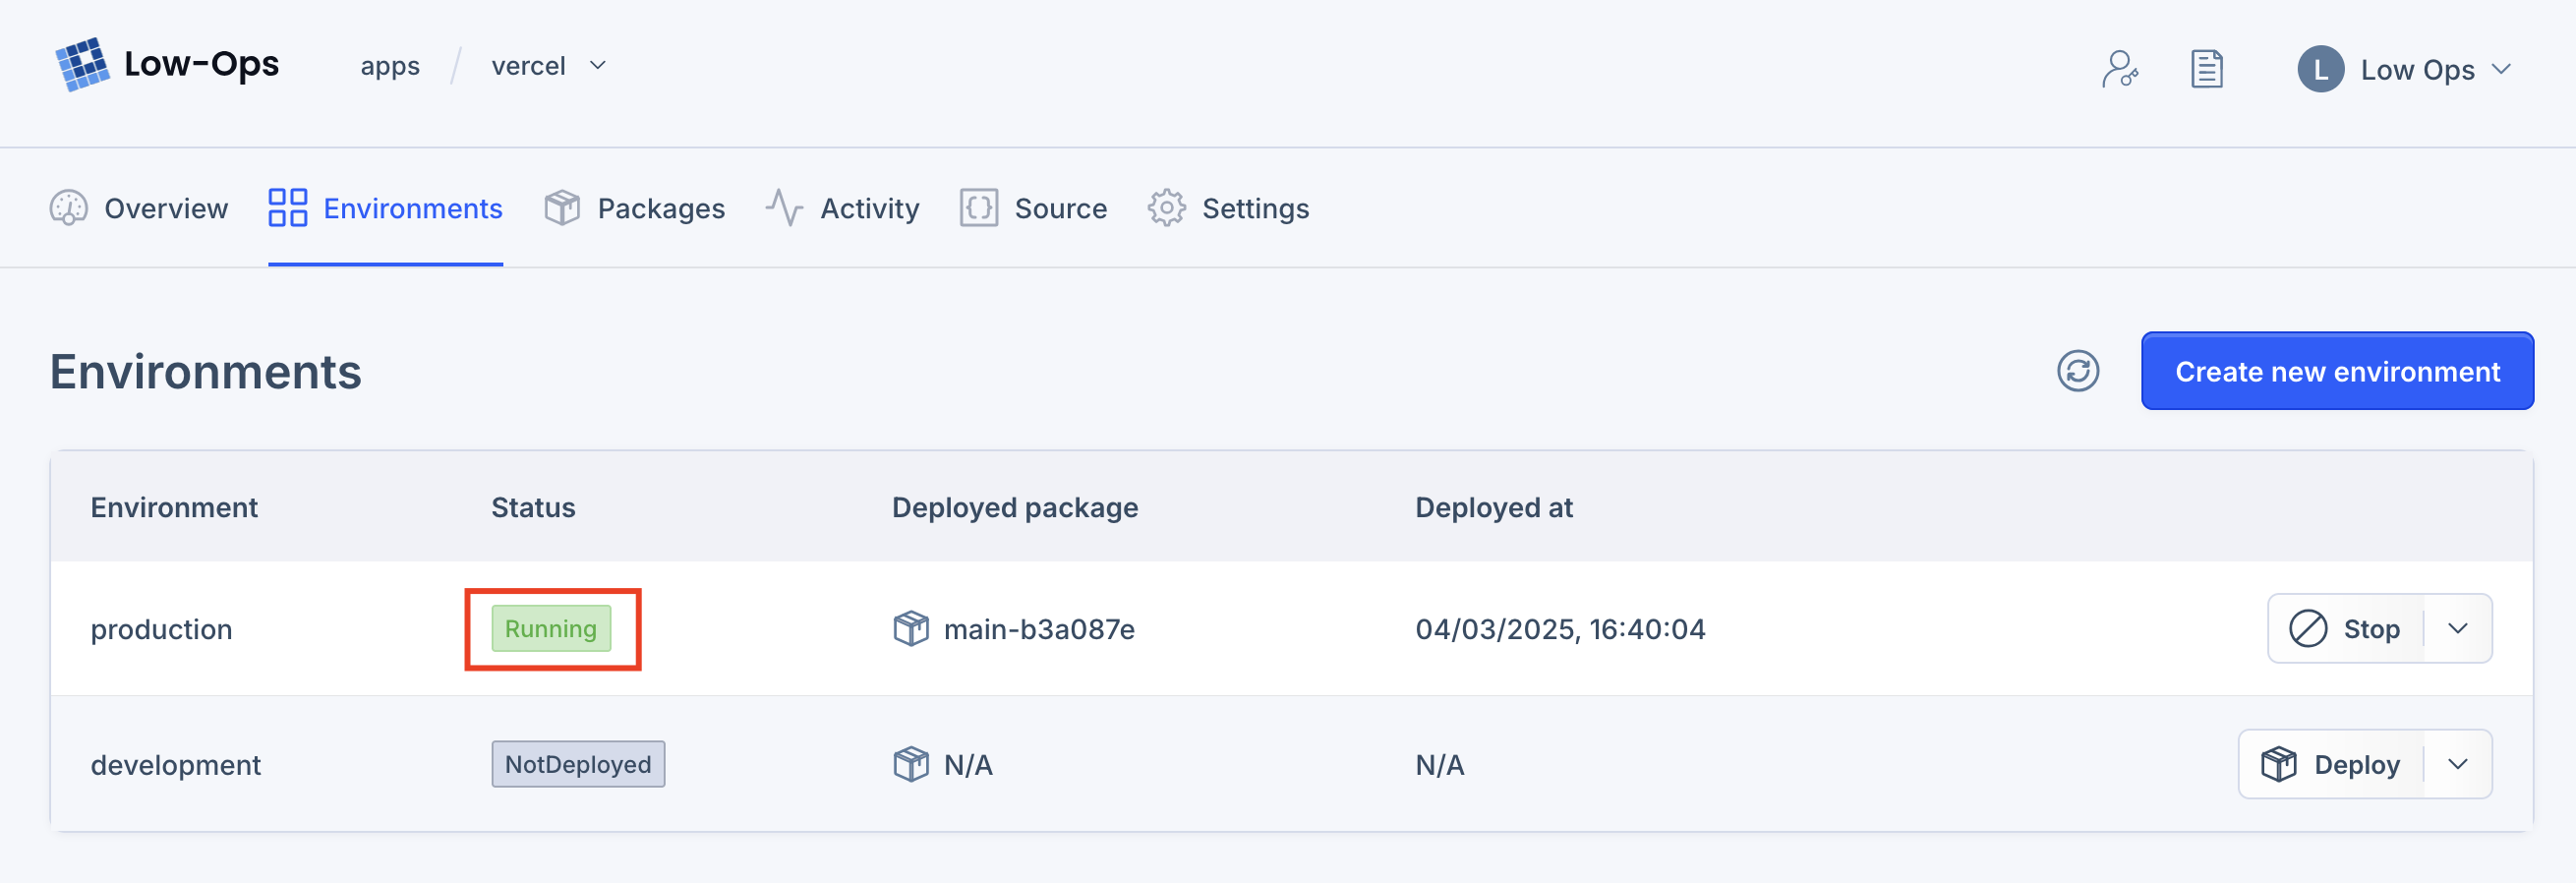 Low-Ops apps / vercel L Low Ops
Overview Environments Packages Activity Source Settings
Environments Create new environment
Environment Status Deployed package Deployed at
production Running main-b3a087e 04/03/2025, 16:40:04 Stop
development NotDeployed N/A N/A Deploy